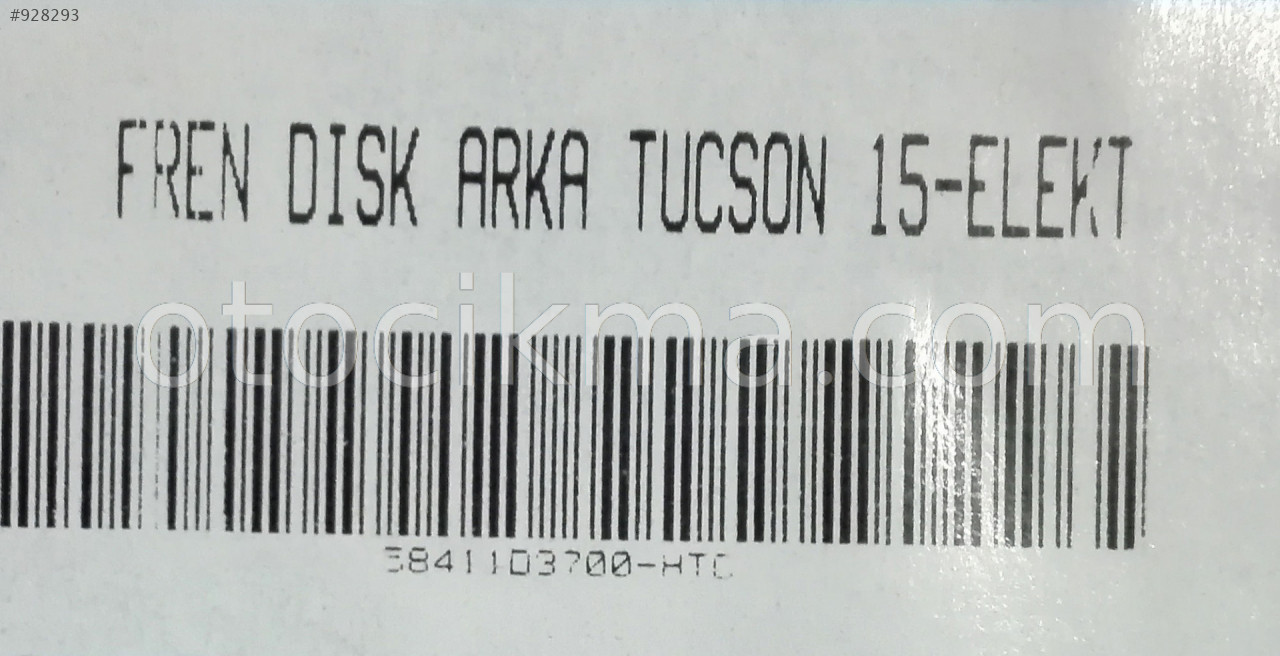 #928293
FREN DISK ARKA TUCSON 15-ELEKT
otocikma.com
58411D3700-HTC